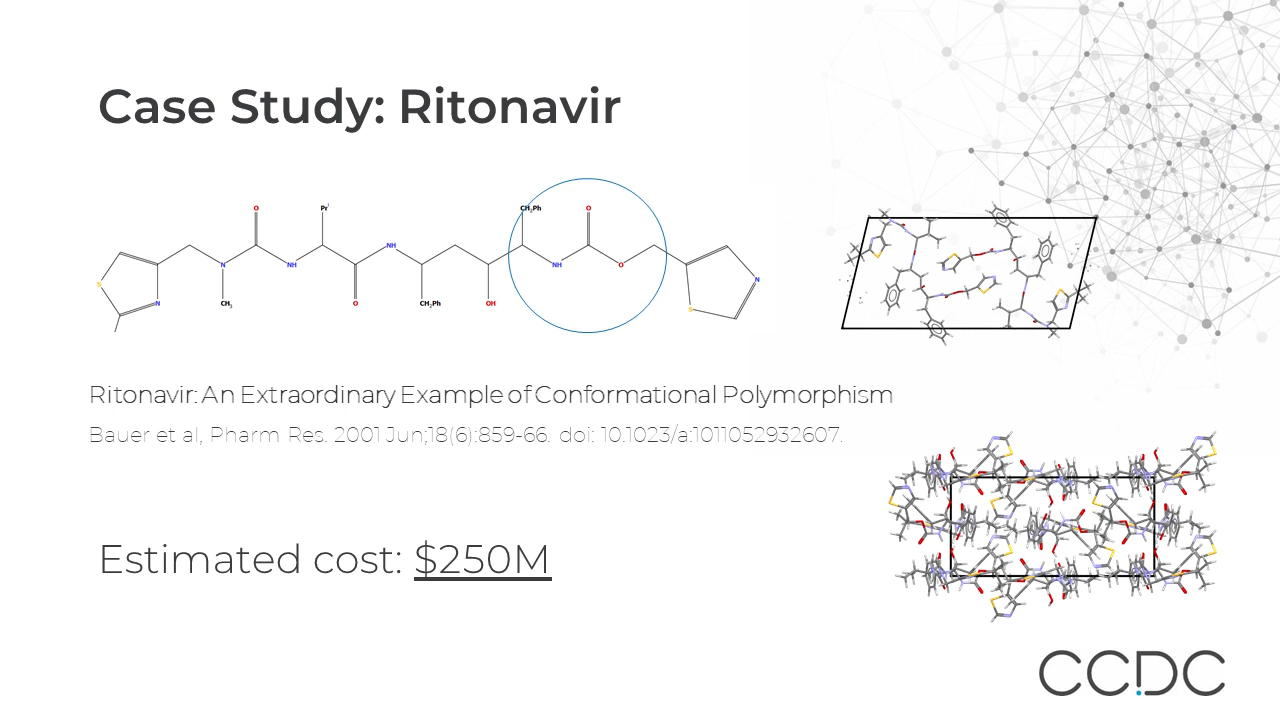 Case Study: Ritonavir
O
Pr^i
CH2Ph
O
NH
S
N
CH3
N
NH
O
CH2Ph
OH
NH
O
S
N
Ritonavir: An Extraordinary Example of Conformational Polymorphism
Bauer et al, Pharm Res. 2001 Jun;18(6):859-66. doi: 10.1023/a:1011052932607.
Estimated cost: $250M
CCDC